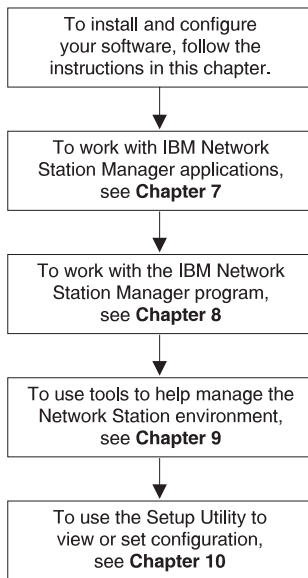 To install and configure
your software, follow the
instructions in this chapter.
To work with IBM Network
Station Manager applications,
see Chapter 7
To work with the IBM Network
Station Manager program,
see Chapter 8
To use tools to help manage the
Network Station environment,
see Chapter 9
To use the Setup Utility to
view or set configuration,
see Chapter 10